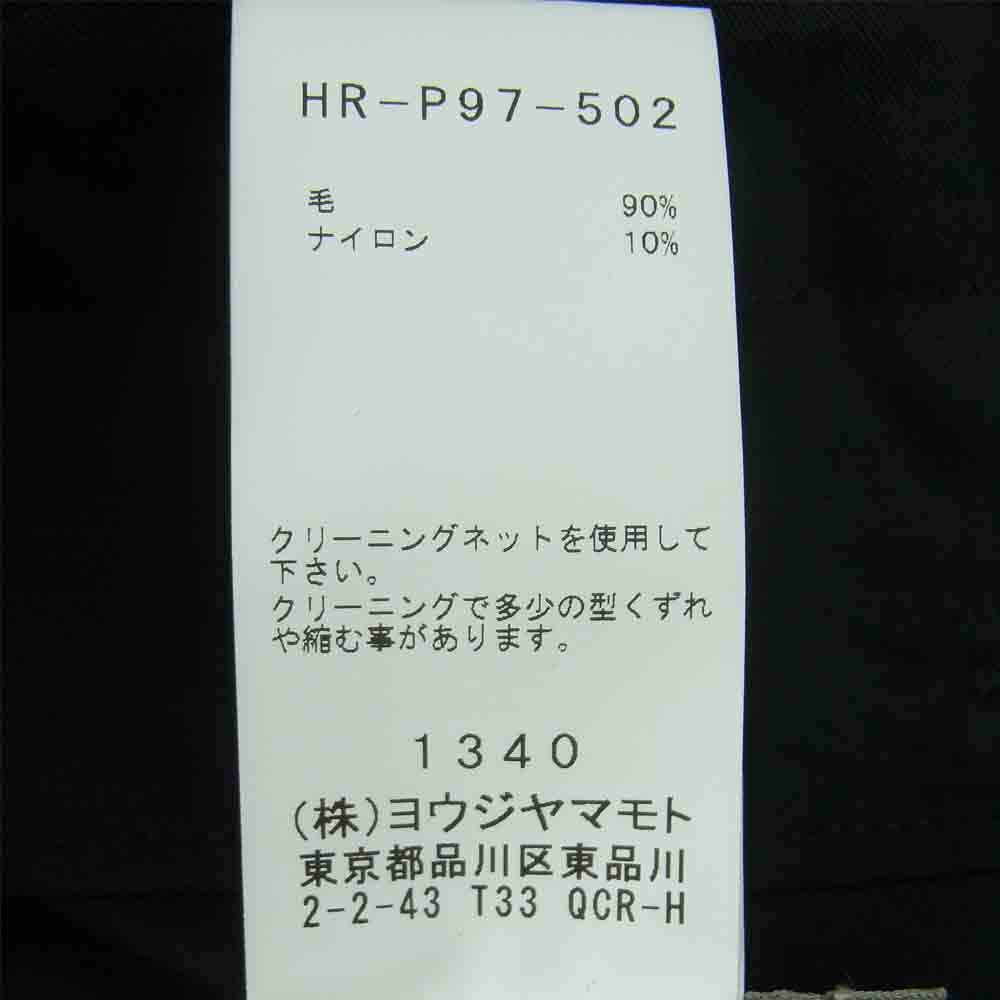 HR-P97-502
毛 90%
ナイロン 10%
クリーニングネットを使用して
下さい。
クリーニングで多少の型くずれ
や縮む事があります。
1340
(株)ヨウジヤマモト
東京都品川区東品川
2-2-43 T33 QCR-H